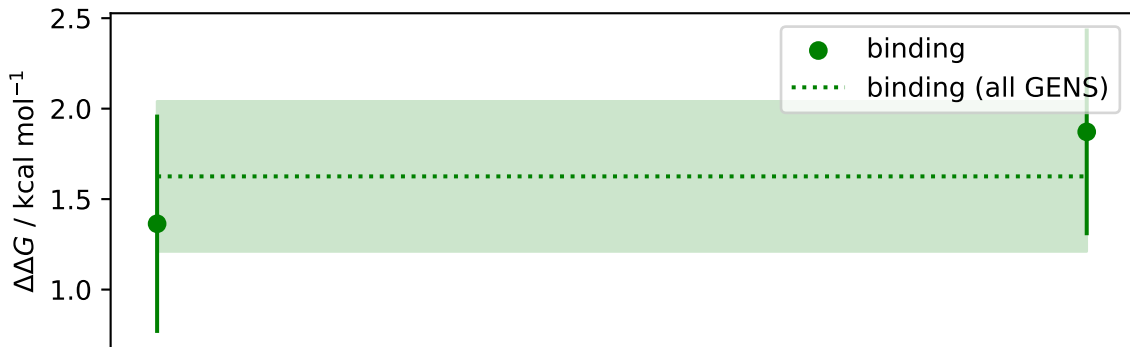 2.5
2.0
1.5
1.0
ΔΔG / kcal mol⁻¹
binding
binding (all GENS)